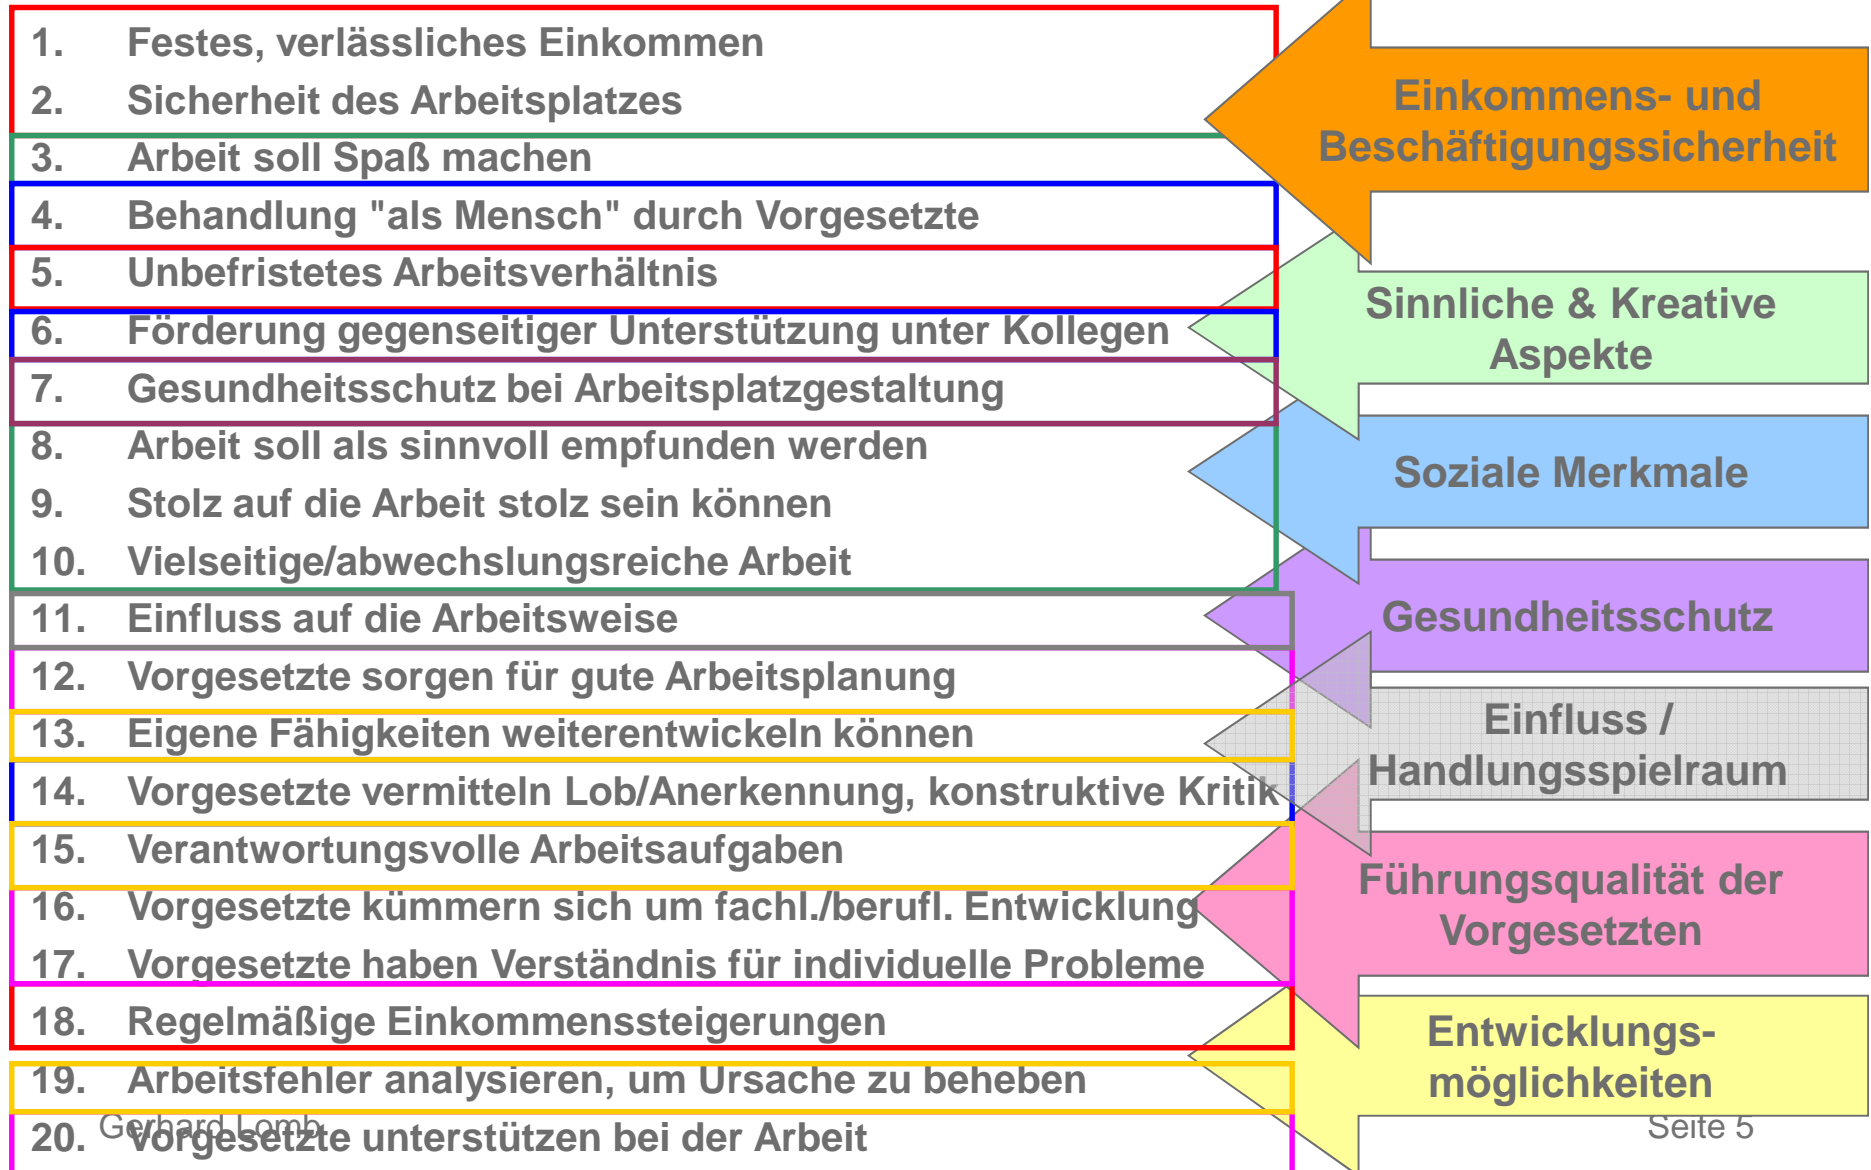 1. Festes, verlässliches Einkommen
2. Sicherheit des Arbeitsplatzes
3. Arbeit soll Spaß machen
4. Behandlung "als Mensch" durch Vorgesetzte
5. Unbefristetes Arbeitsverhältnis
6. Förderung gegenseitiger Unterstützung unter Kollegen
7. Gesundheitsschutz bei Arbeitsplatzgestaltung
8. Arbeit soll als sinnvoll empfunden werden
9. Stolz auf die Arbeit stolz sein können
10. Vielseitige/abwechslungsreiche Arbeit
11. Einfluss auf die Arbeitsweise
12. Vorgesetzte sorgen für gute Arbeitsplanung
13. Eigene Fähigkeiten weiterentwickeln können
14. Vorgesetzte vermitteln Lob/Anerkennung, konstruktive Kritik
15. Verantwortungsvolle Arbeitsaufgaben
16. Vorgesetzte kümmern sich um fachl./berufl. Entwicklung
17. Vorgesetzte haben Verständnis für individuelle Probleme
18. Regelmäßige Einkommenssteigerungen
19. Arbeitsfehler analysieren, um Ursache zu beheben
20. Vorgesetzte unterstützen bei der Arbeit
Einkommens- und
Beschäftigungssicherheit
Sinnliche & Kreative
Aspekte
Soziale Merkmale
Gesundheitsschutz
Einfluss /
Handlungsspielraum
Führungsqualität der
Vorgesetzten
Entwicklungs-
möglichkeiten
Gerhard Lomb
Seite 5